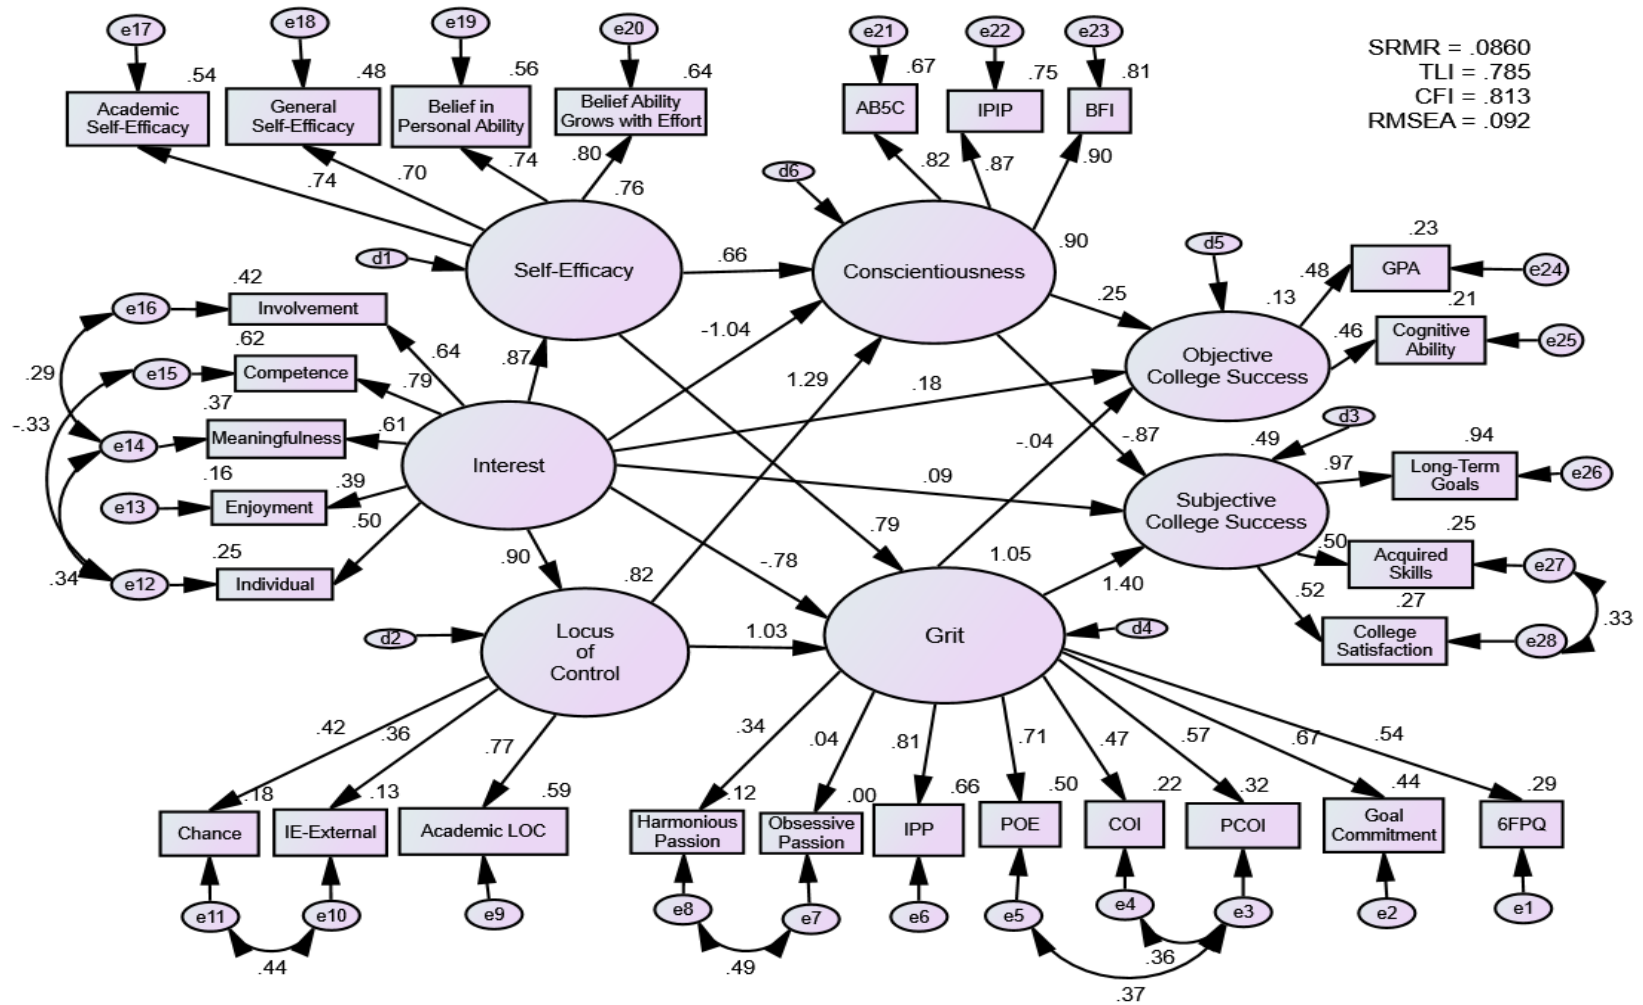 e17
e18
e19
e20
e21
e22
e23
SRMR = .0860
TLI = .785
CFI = .813
RMSEA = .092
.54
.48
.56
.64
.67
.75
.81
Academic
Self-Efficacy
General
Self-Efficacy
Belief in
Personal Ability
Belief Ability
Grows with Effort
AB5C
IPIP
BFI
.74
.70
.74
.80
.76
.82
.87
.90
d6
d1
Self-Efficacy
.66
Conscientiousness
.90
d5
.23
GPA
e24
.48
.13
.25
.21
Cognitive
Ability
e25
.46
Objective
College Success
e16
.42
Involvement
.64
.62
e15
Competence
.79
.29
-.33
.37
e14
Meaningfulness
.61
.16
e13
Enjoyment
.39
.50
.25
.34
e12
Individual
Interest
.87
-1.04
1.29
.18
-.04
-.87
.09
.79
-.78
.90
.82
d3
.49
Subjective
College Success
.97
.94
Long-Term
Goals
e26
.50
.25
Acquired
Skills
e27
.52
.27
College
Satisfaction
e28
.33
1.05
1.40
d2
Locus
of
Control
1.03
Grit
d4
.42
.36
.77
.34
.04
.81
.71
.47
.57
.67
.54
.18
.13
.59
.12
.00
.66
.50
.22
.32
.44
.29
Chance
IE-External
Academic LOC
Harmonious
Passion
Obsessive
Passion
IPP
POE
COI
PCOI
Goal
Commitment
6FPQ
e11
e10
e9
e8
e7
e6
e5
e4
e3
e2
e1
.44
.49
.36
.37